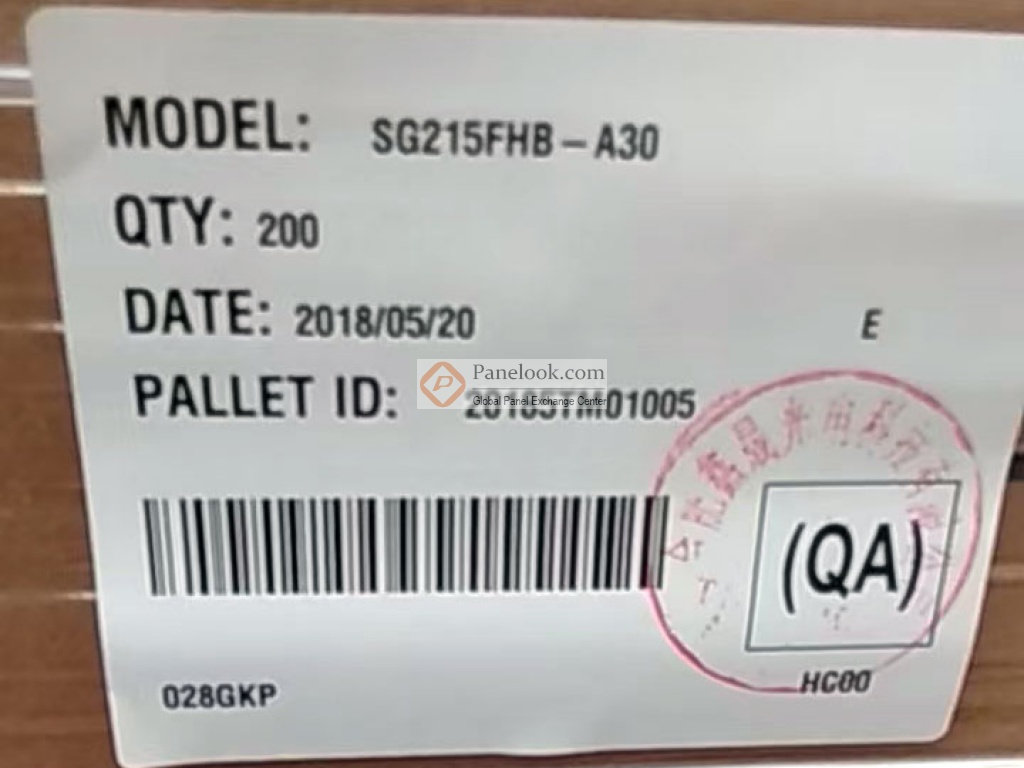 MODEL: SG215FHB-A30
QTY: 200
DATE: 2018/05/20
E
PALLET ID: 20185TM01005
Panelook.com
Global Panel Exchange Center
(QA)
028GKP
HC00